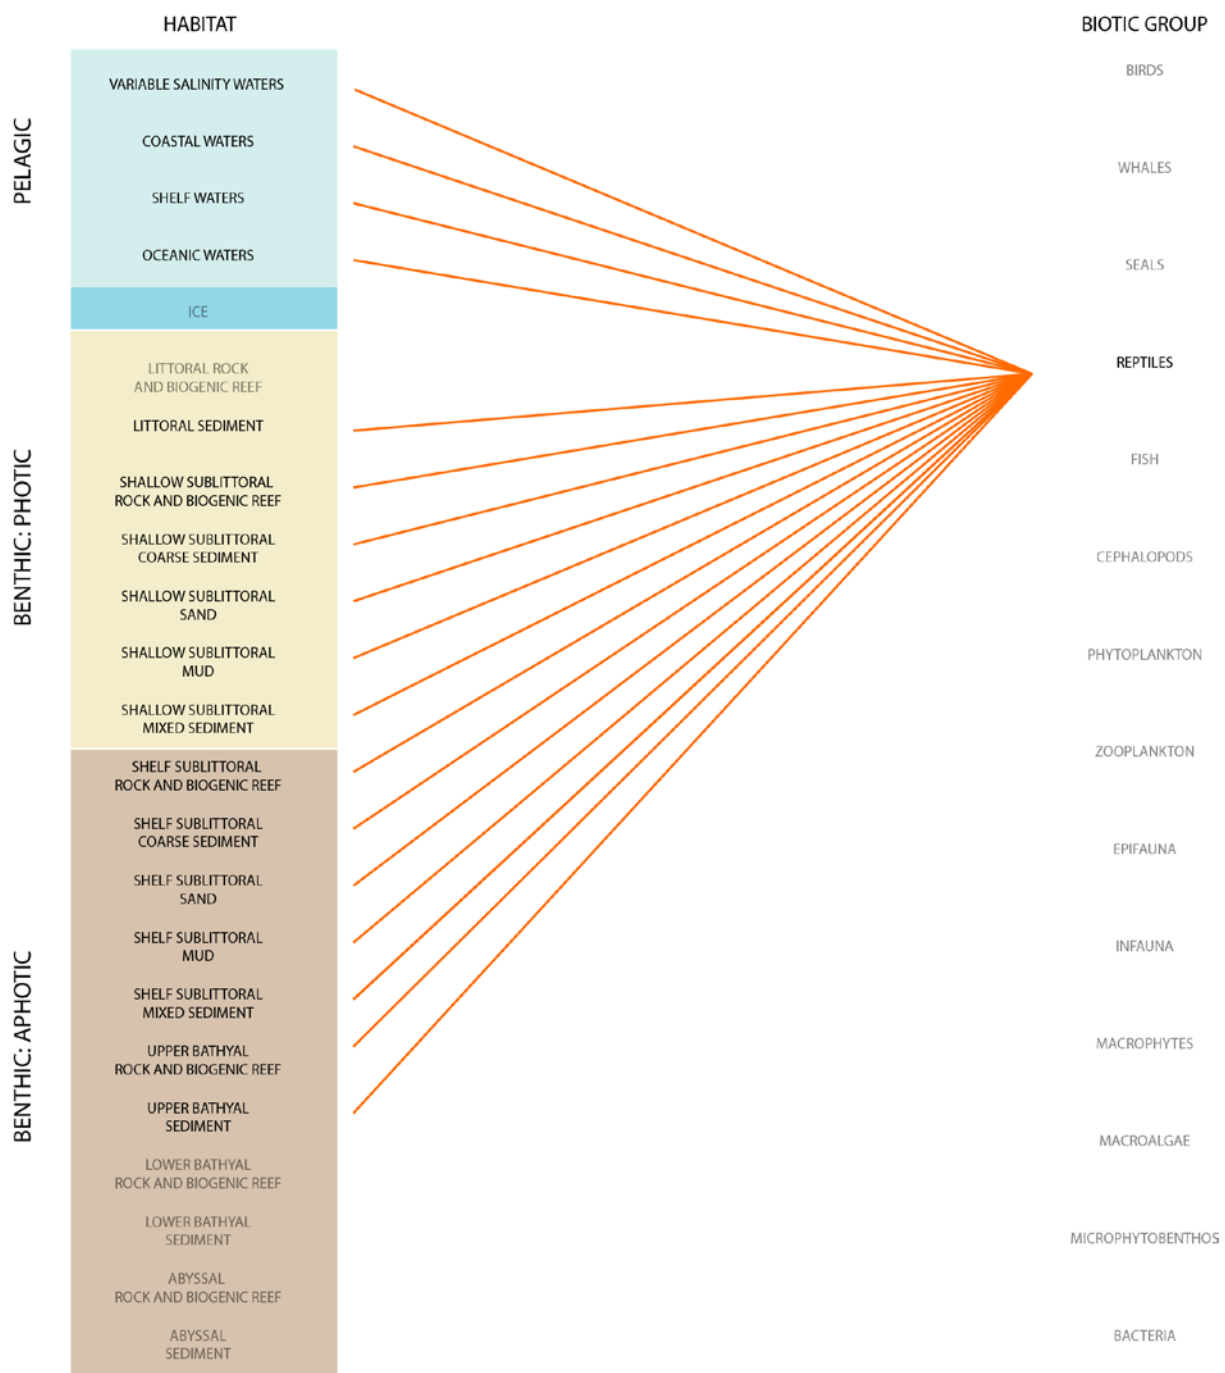 HABITAT
BIOTIC GROUP
PELAGIC
VARIABLE SALINITY WATERS
COASTAL WATERS
SHELF WATERS
OCEANIC WATERS
ICE
BENTHIC: PHOTIC
LITTORAL ROCK
AND BIOGENIC REEF
LITTORAL SEDIMENT
SHALLOW SUBLITTORAL
ROCK AND BIOGENIC REEF
SHALLOW SUBLITTORAL
COARSE SEDIMENT
SHALLOW SUBLITTORAL
SAND
SHALLOW SUBLITTORAL
MUD
SHALLOW SUBLITTORAL
MIXED SEDIMENT
BENTHIC: APHOTIC
SHELF SUBLITTORAL
ROCK AND BIOGENIC REEF
SHELF SUBLITTORAL
COARSE SEDIMENT
SHELF SUBLITTORAL
SAND
SHELF SUBLITTORAL
MUD
SHELF SUBLITTORAL
MIXED SEDIMENT
UPPER BATHYAL
ROCK AND BIOGENIC REEF
UPPER BATHYAL
SEDIMENT
LOWER BATHYAL
ROCK AND BIOGENIC REEF
LOWER BATHYAL
SEDIMENT
ABYSSAL
ROCK AND BIOGENIC REEF
ABYSSAL
SEDIMENT
BIRDS
WHALES
SEALS
REPTILES
FISH
CEPHALOPODS
PHYTOPLANKTON
ZOOPLANKTON
EPIFAUNA
INFAUNA
MACROPHYTES
MACROALGAE
MICROPHYTOBENTHOS
BACTERIA